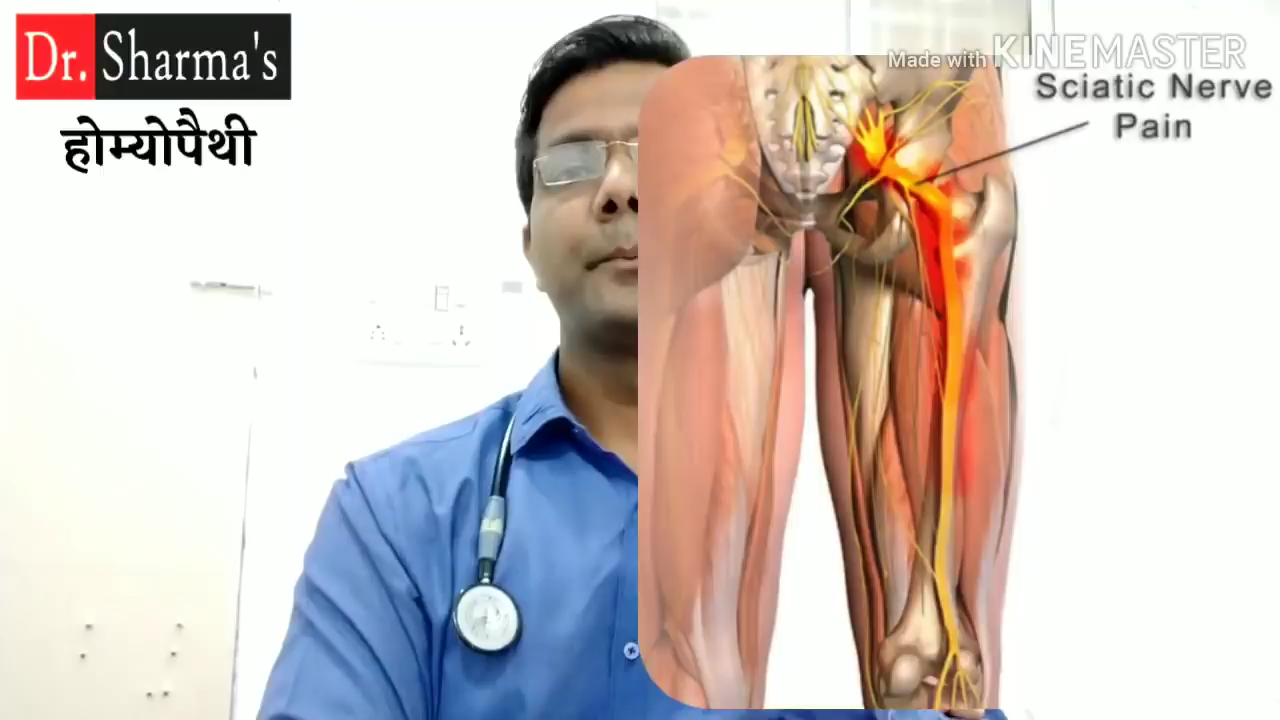 Dr. Sharma's
होम्योपैथी
Made with KINEMASTER
Sciatic Nerve
Pain